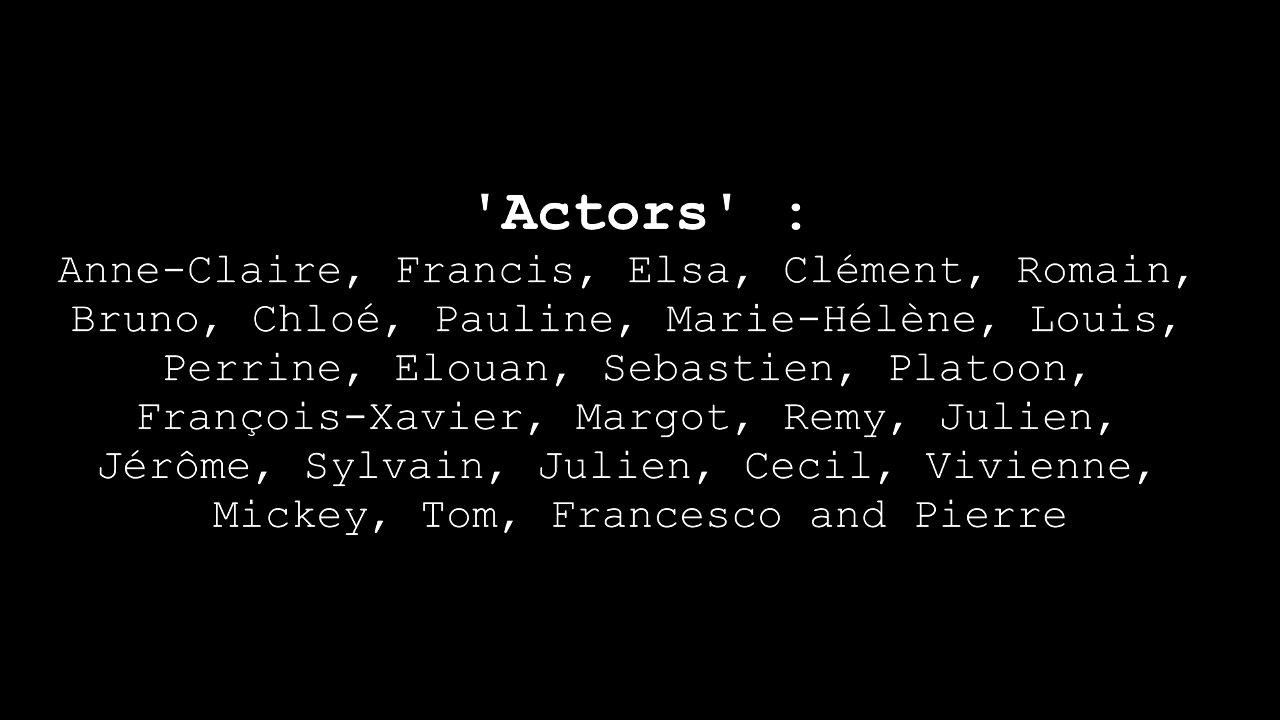 'Actors' :
Anne-Claire, Francis, Elsa, Clément, Romain,
Bruno, Chloé, Pauline, Marie-Hélène, Louis,
Perrine, Elouan, Sebastien, Platoon,
François-Xavier, Margot, Remy, Julien,
Jérôme, Sylvain, Julien, Cecil, Vivienne,
Mickey, Tom, Francesco and Pierre